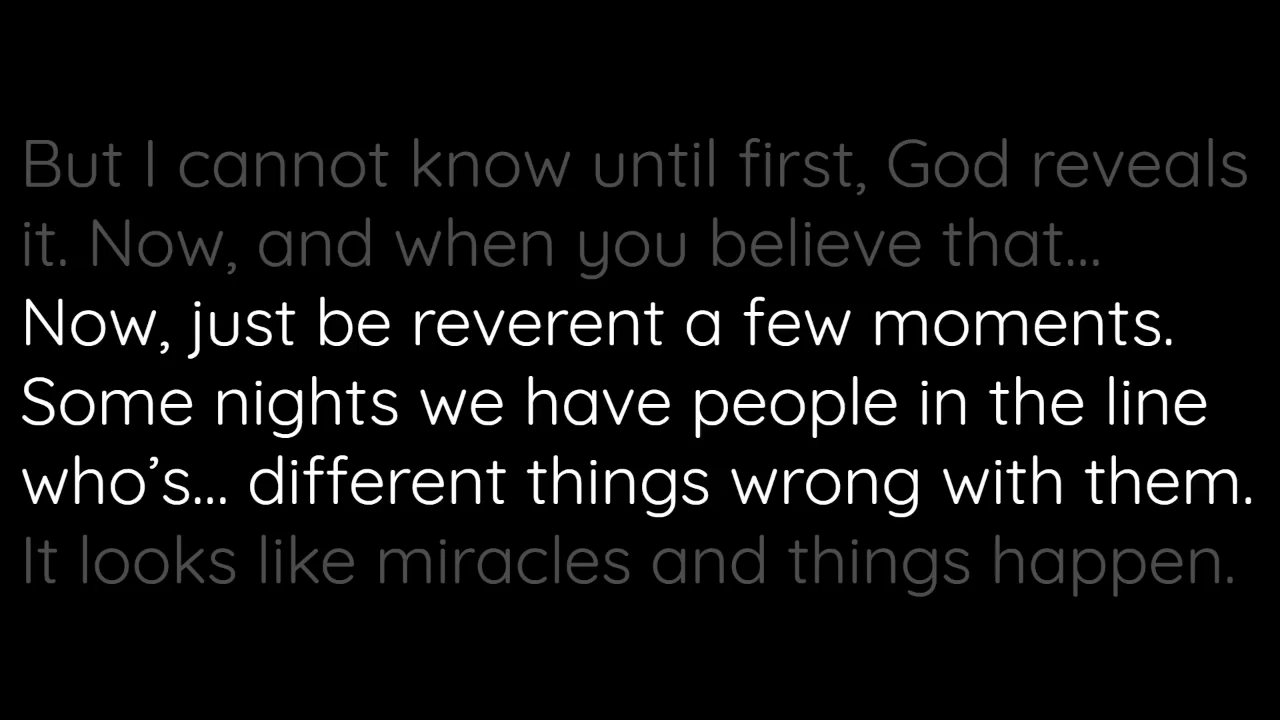 But I cannot know until first, God reveals
it. Now, and when you believe that...
Now, just be reverent a few moments.
Some nights we have people in the line
who’s... different things wrong with them.
It looks like miracles and things happen.